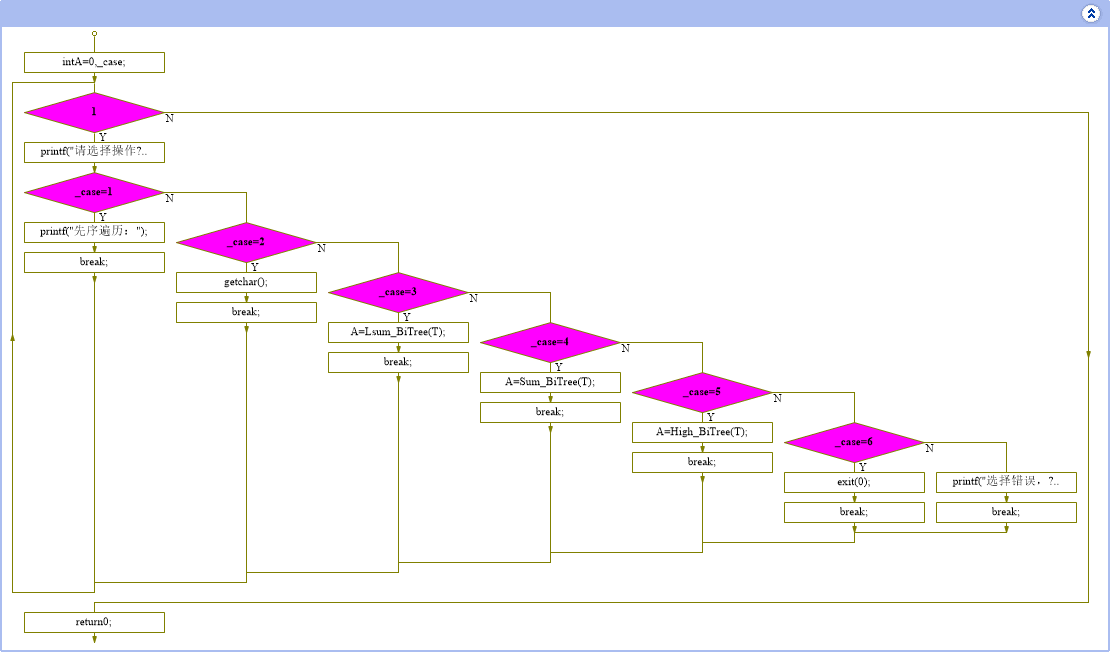 intA=0,_case;
1
N
Y
printf("请选择操作?..
_case=1
N
Y
printf("先序遍历：");
break;
_case=2
N
Y
getchar();
break;
_case=3
N
Y
A=Lsum_BiTree(T);
break;
_case=4
N
Y
A=Sum_BiTree(T);
break;
_case=5
N
Y
A=High_BiTree(T);
break;
_case=6
N
Y
exit(0);
break;
printf("选择错误，?..
break;
return0;